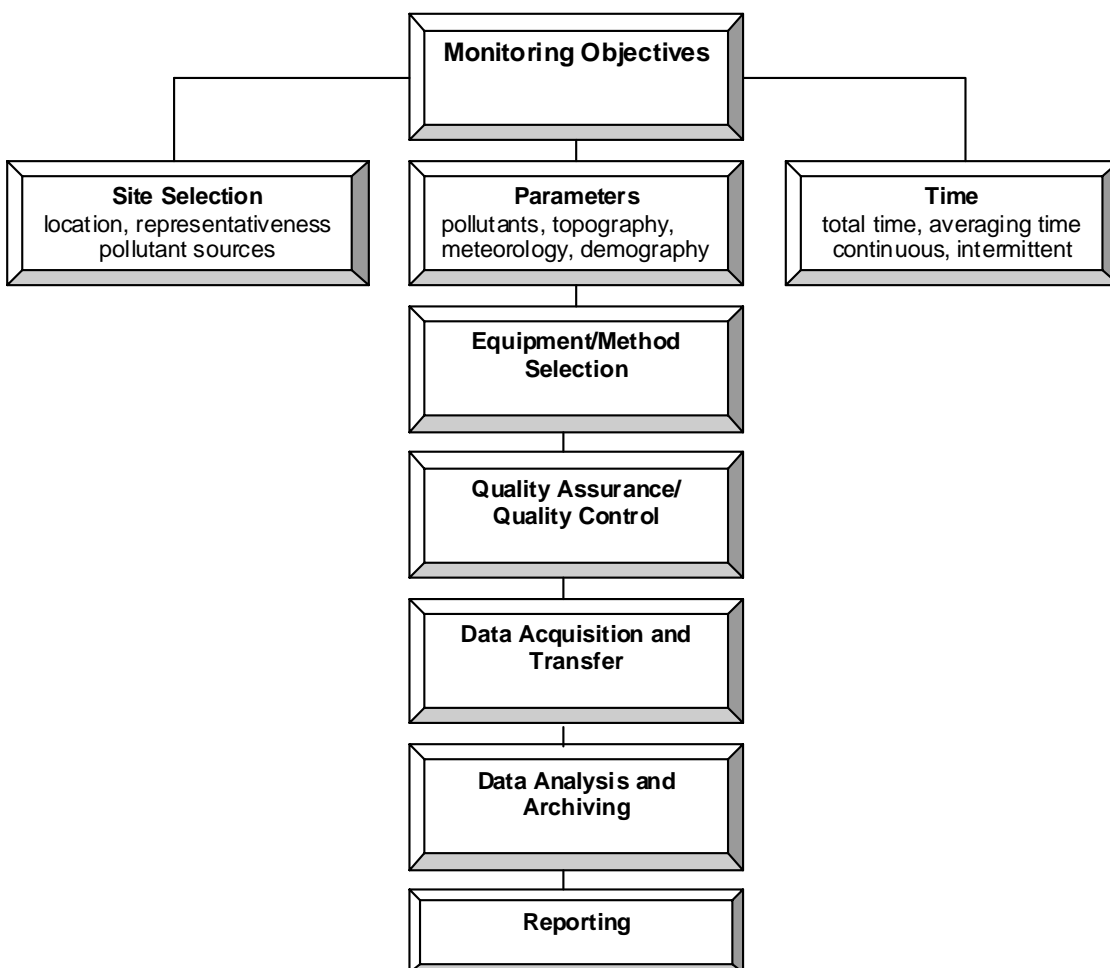 Monitoring Objectives
Site Selection
location, representativeness
pollutant sources
Parameters
pollutants, topography,
meteorology, demography
Time
total time, averaging time
continuous, intermittent
Equipment/Method
Selection
Quality Assurance/
Quality Control
Data Acquisition and
Transfer
Data Analysis and
Archiving
Reporting